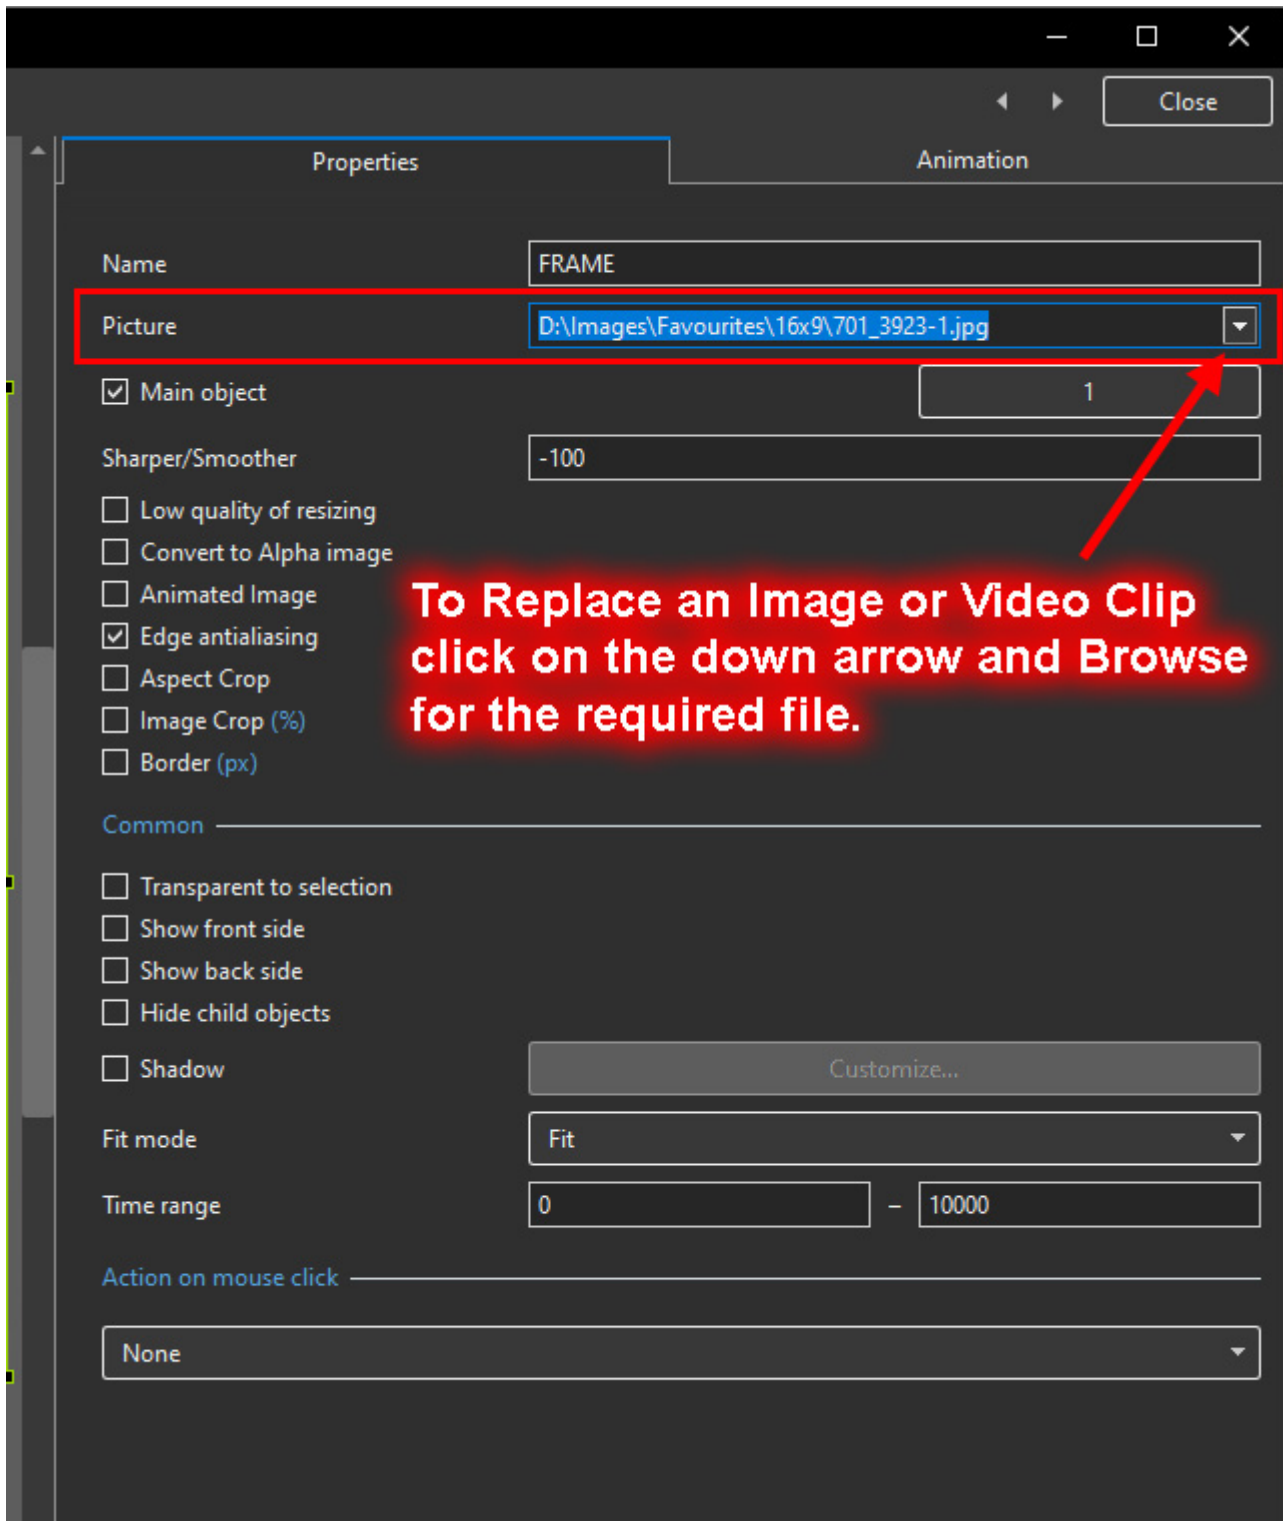 Close
Properties Animation
Name FRAME
Picture D:\Images\Favourites\16x9\701_3923-1.jpg
Main object 1
Sharper/Smoother -100
Low quality of resizing
Convert to Alpha image
Animated Image
Edge antialiasing
Aspect Crop
Image Crop (%)
Border (px)
To Replace an Image or Video Clip
click on the down arrow and Browse
for the required file.
Common
Transparent to selection
Show front side
Show back side
Hide child objects
Shadow Customize...
Fit mode Fit
Time range 0 – 10000
Action on mouse click
None